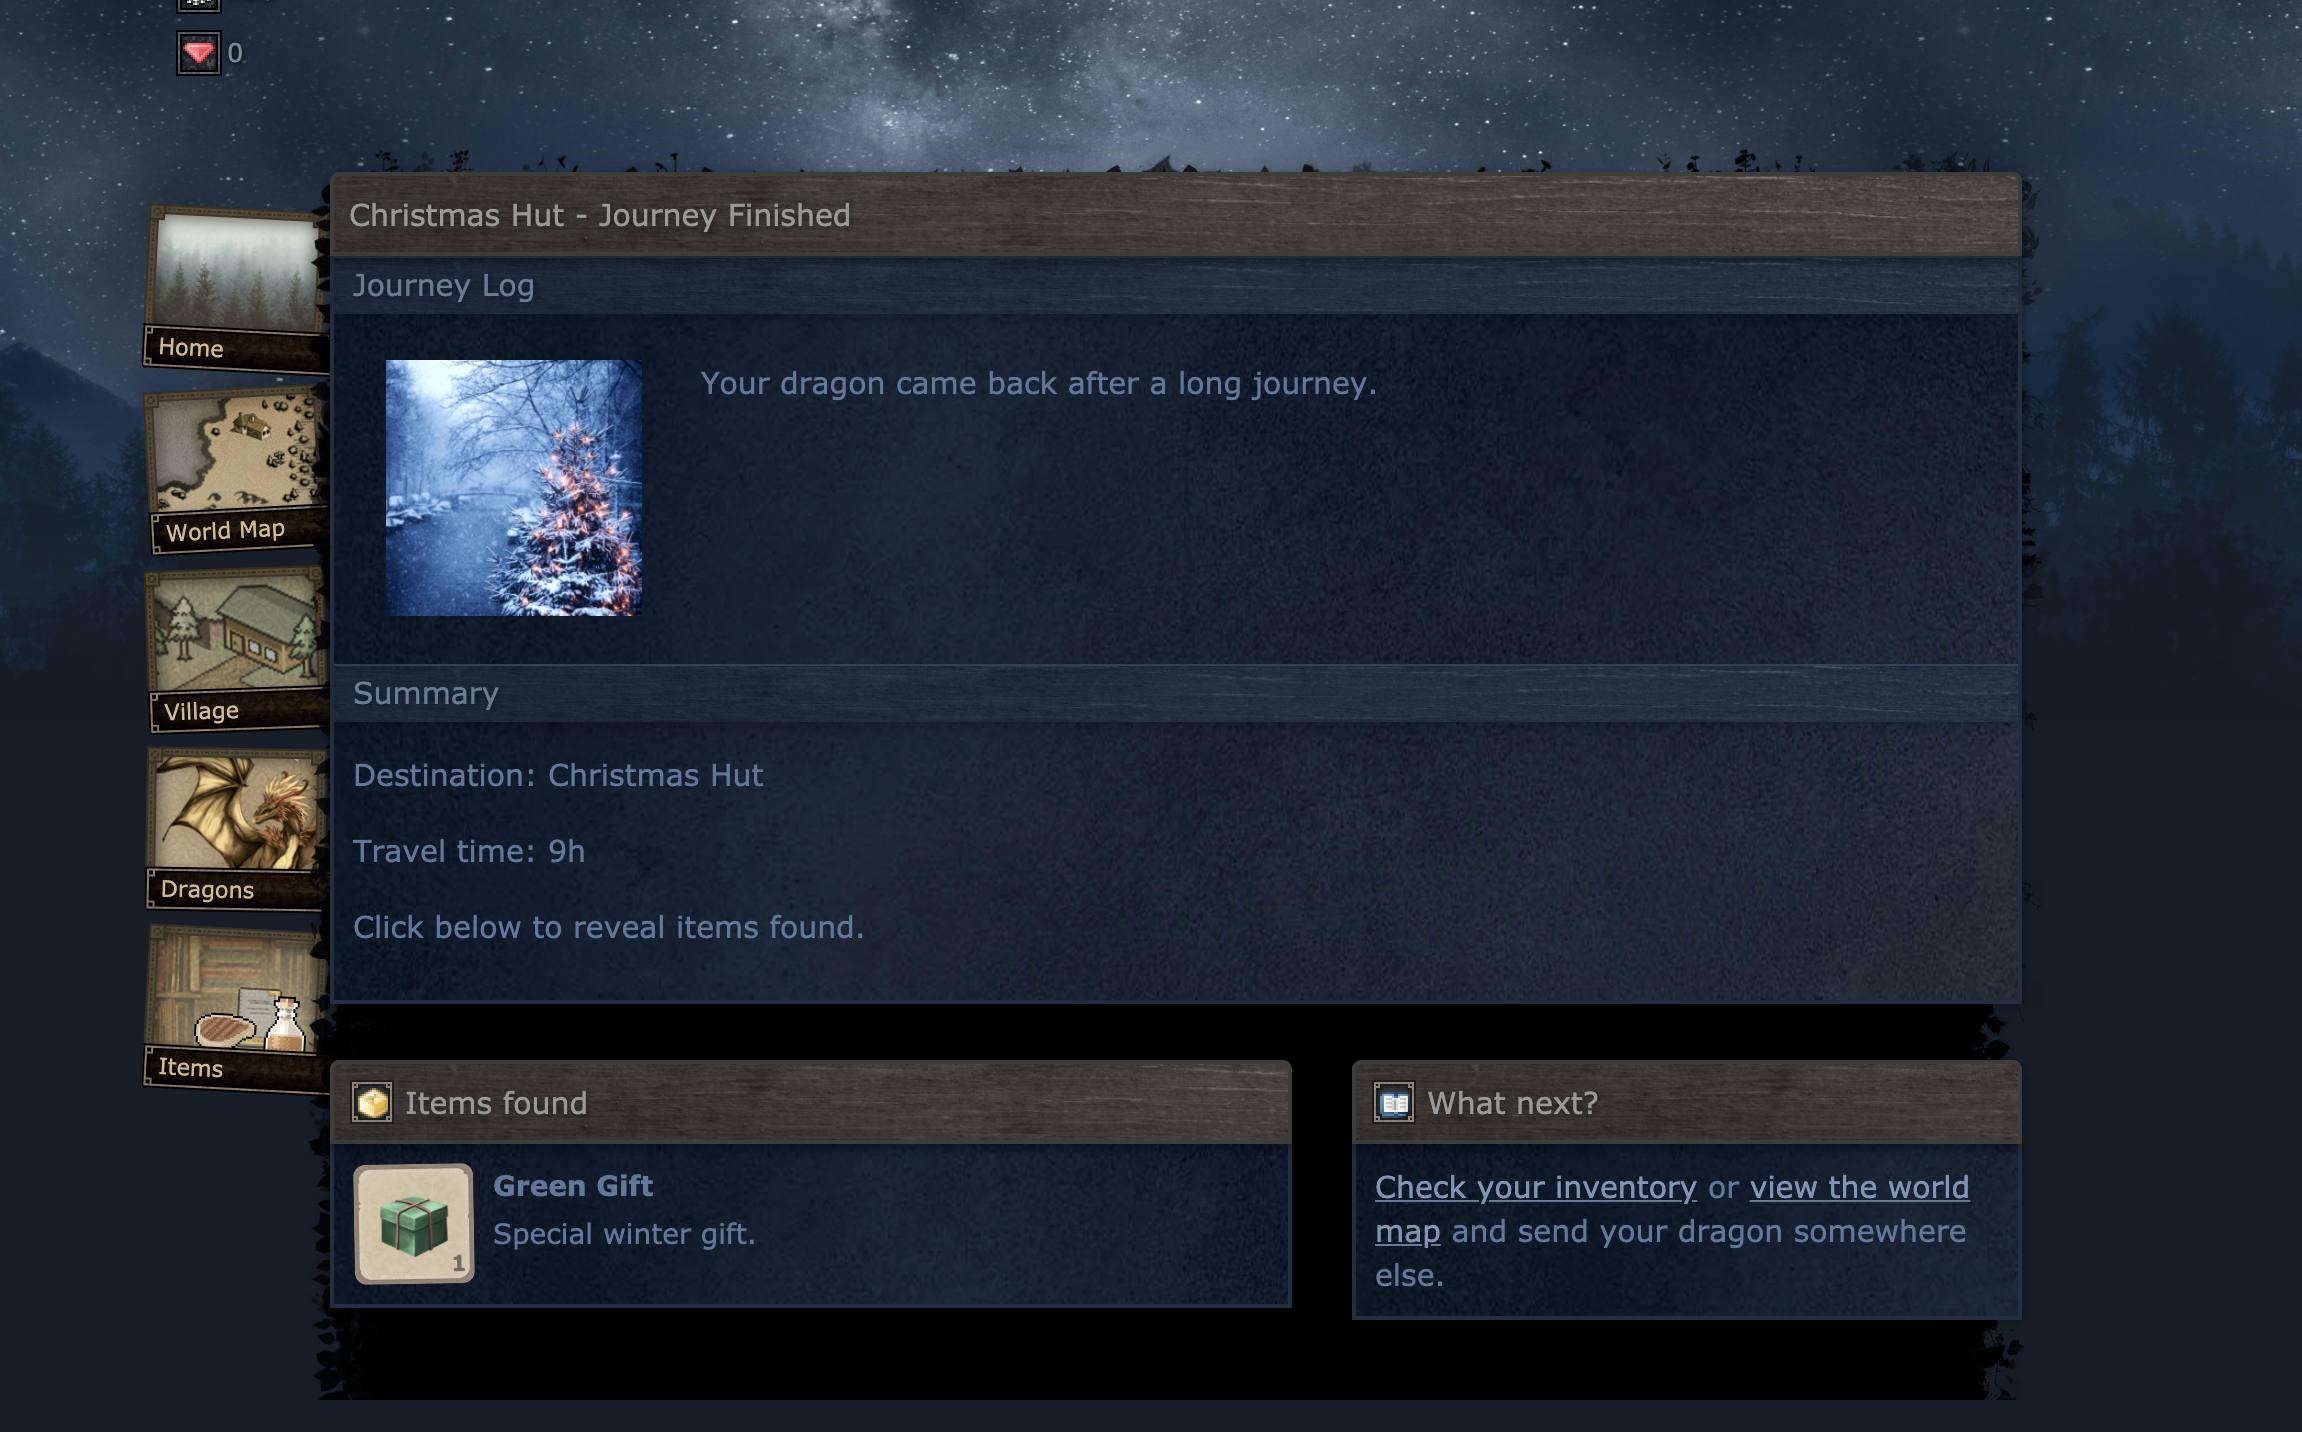 0
Christmas Hut - Journey Finished
Journey Log
Home
Your dragon came back after a long journey.
World Map
Village
Summary
Destination: Christmas Hut
Travel time: 9h
Dragons
Click below to reveal items found.
Items
Items found
Green Gift
Special winter gift.
1
What next?
Check your inventory or view the world
map and send your dragon somewhere
else.